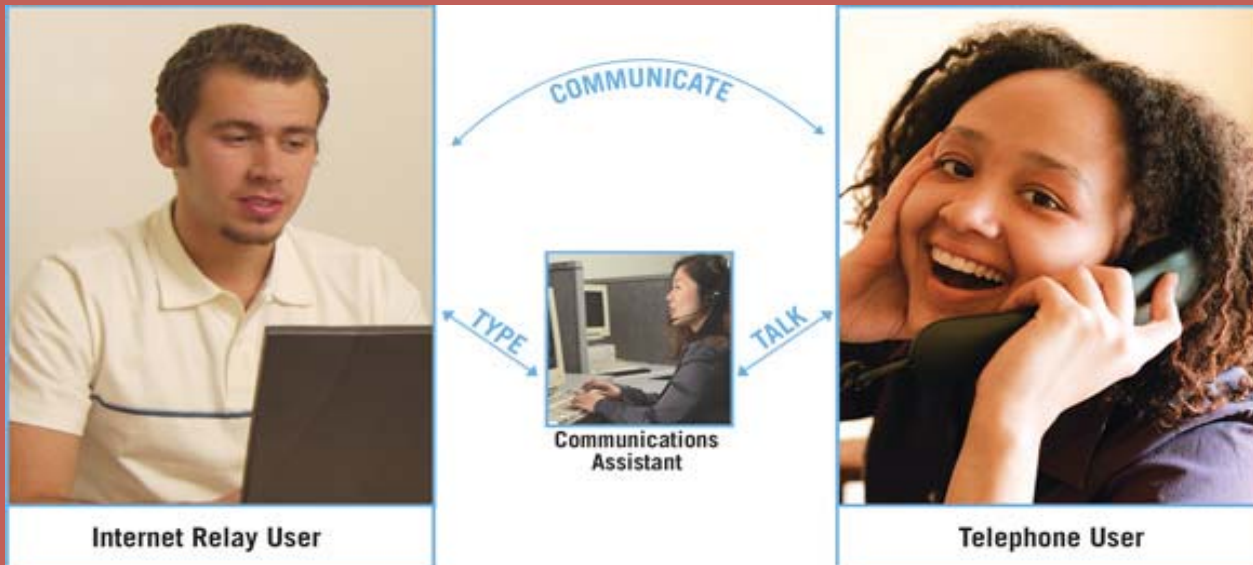 COMMUNICATE
TYPE
TALK
Communications
Assistant
Internet Relay User
Telephone User